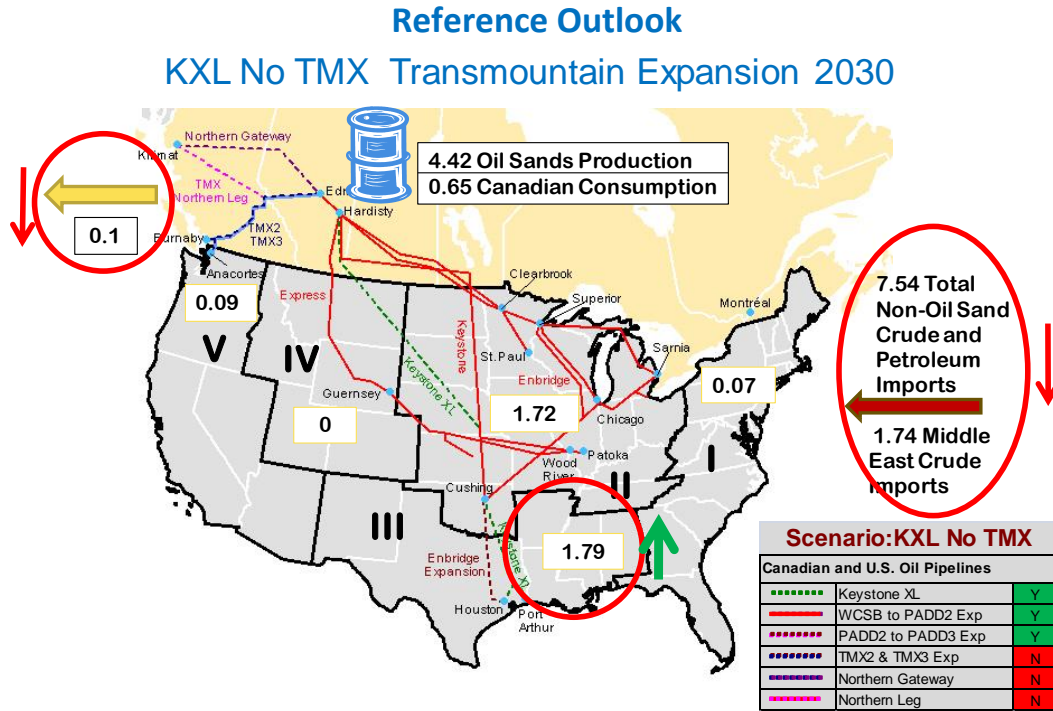 Reference Outlook
KXL No TMX Transmountain Expansion 2030
Northern Gateway
Kitimat
4.42 Oil Sands Production
0.65 Canadian Consumption
TMX
Northern Leg
Edm
Hardisty
0.1
TMX2
TMX3
Burnaby
Anacortes
0.09
V
IV
Express
Keystone
Keystone XL
Clearbrook
Superior
Montréal
St.Paul
Enbridge
Sarnia
7.54 Total
Non-Oil Sand
Crude and
Petroleum
Imports
1.74 Middle
East Crude
Imports
0.07
Guernsey
0
1.72
Chicago
Wood
River
Patoka
I
II
Cushing
III
1.79
Enbridge
Expansion
Keystone XL
Houston
Port
Arthur
Scenario:KXL No TMX
Canadian and U.S. Oil Pipelines
Keystone XL Y
WCSB to PADD2 Exp Y
PADD2 to PADD3 Exp Y
TMX2 & TMX3 Exp N
Northern Gateway N
Northern Leg N